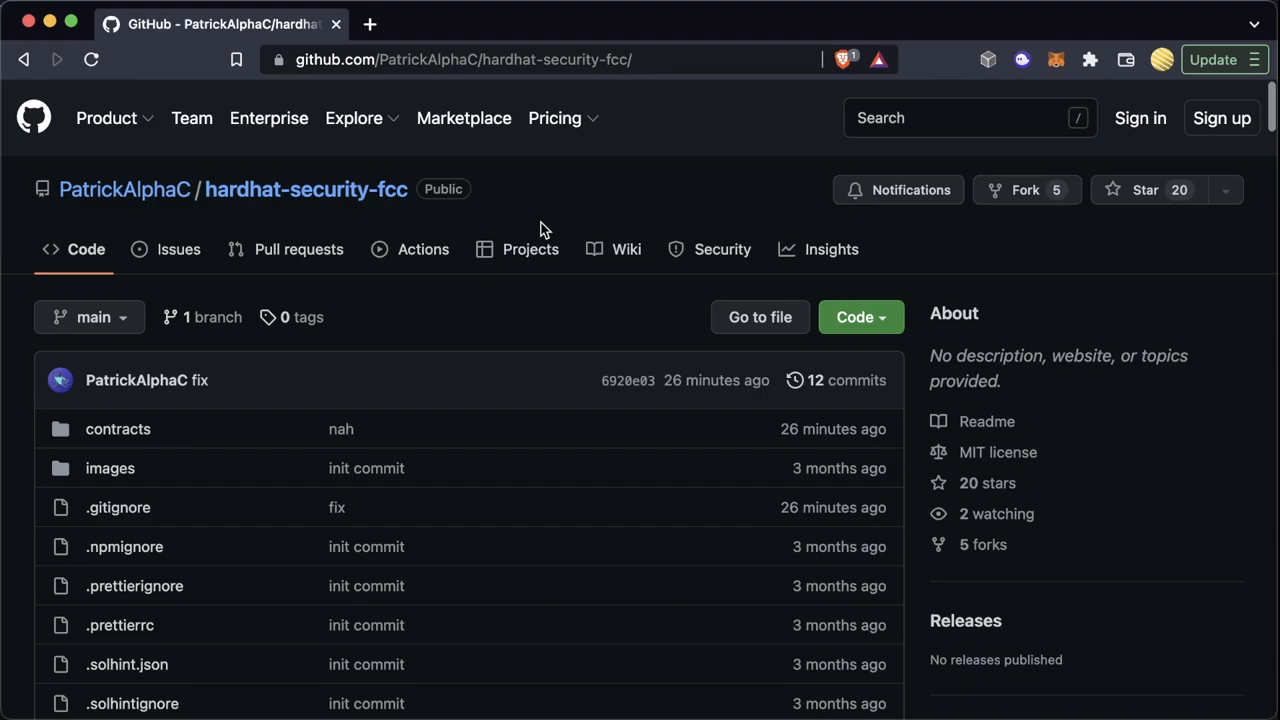 GitHub - PatrickAlphaC/hardha
github.com/PatrickAlphaC/hardhat-security-fcc/
1
Update
Product Team Enterprise Explore Marketplace Pricing Search / Sign in Sign up
PatrickAlphaC / hardhat-security-fcc Public Notifications Fork 5 Star 20
Code Issues Pull requests Actions Projects Wiki Security Insights
main 1 branch 0 tags Go to file Code
About
No description, website, or topics
provided.
PatrickAlphaC fix 6920e03 26 minutes ago 12 commits
contracts nah 26 minutes ago
images init commit 3 months ago
.gitignore fix 26 minutes ago
.npmignore init commit 3 months ago
.prettierignore init commit 3 months ago
.prettierrc init commit 3 months ago
.solhint.json init commit 3 months ago
.solhintignore init commit 3 months ago
Readme
MIT license
20 stars
2 watching
5 forks
Releases
No releases published